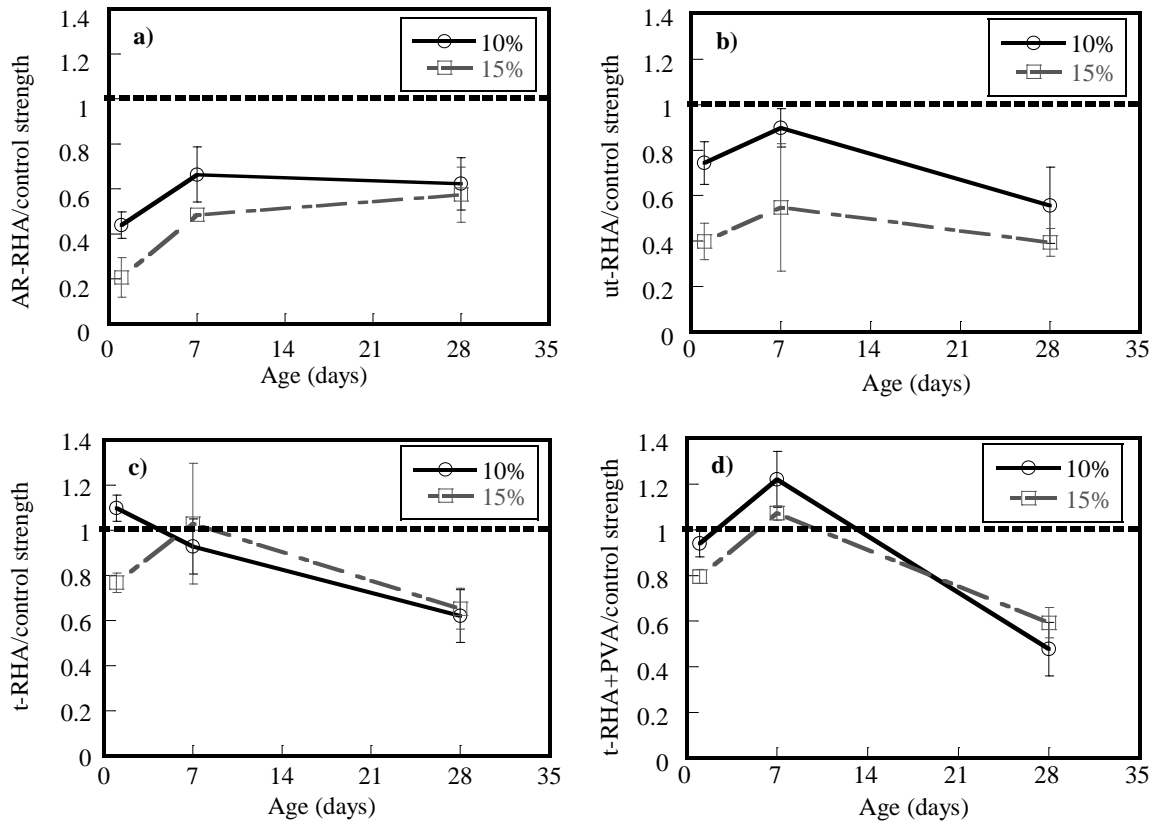 a)
10%
15%
AR-RHA/control strength
1.4
1.2
1
0.8
0.6
0.4
0.2
0
0 7 14 21 28 35
Age (days)
b)
10%
15%
ut-RHA/control strength
1.4
1.2
1
0.8
0.6
0.4
0.2
0
0 7 14 21 28 35
Age (days)
c)
10%
15%
t-RHA/control strength
1.4
1.2
1
0.8
0.6
0.4
0.2
0
0 7 14 21 28 35
Age (days)
d)
10%
15%
t-RHA+PVA/control strength
1.4
1.2
1
0.8
0.6
0.4
0.2
0
0 7 14 21 28 35
Age (days)